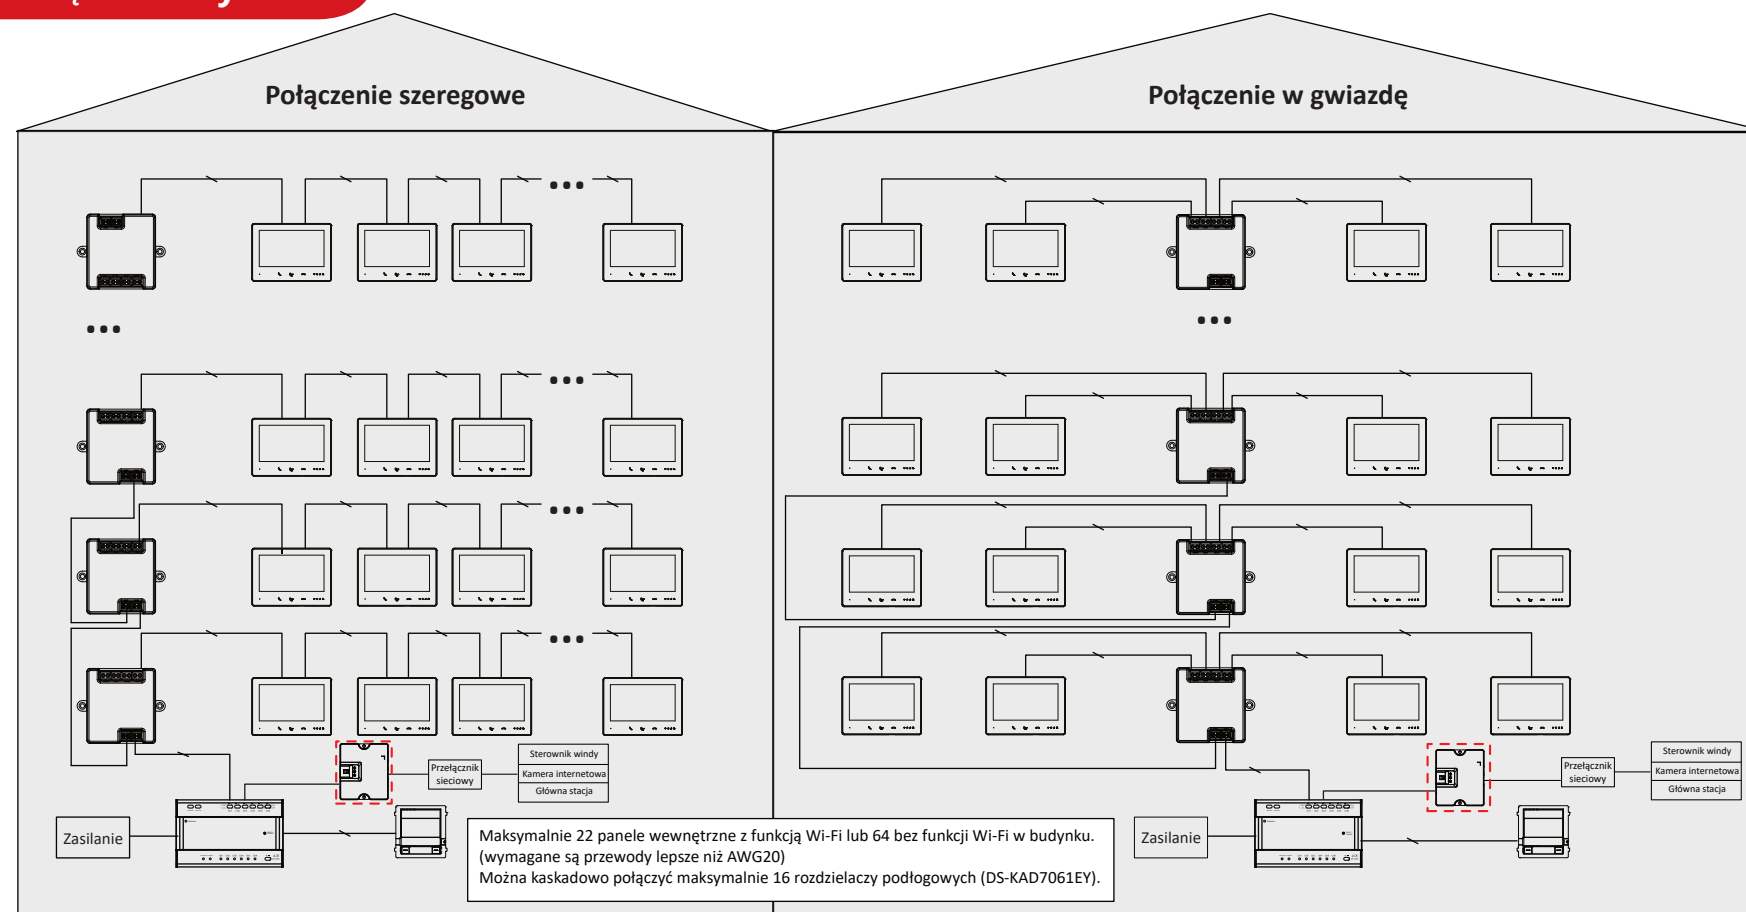 Połączenie szeregowe
Połączenie w gwiazdę
Przełącznik
sieciowy
Sterownik windy
Kamera internetowa
Główna stacja
Zasilanie
Maksymalnie 22 panele wewnętrzne z funkcją Wi-Fi lub 64 bez funkcji Wi-Fi w budynku.
(wymagane są przewody lepsze niż AWG20)
Można kaskadowo połączyć maksymalnie 16 rozdzielaczy podłogowych (DS-KAD7061EY).
Przełącznik
sieciowy
Sterownik windy
Kamera internetowa
Główna stacja
Zasilanie